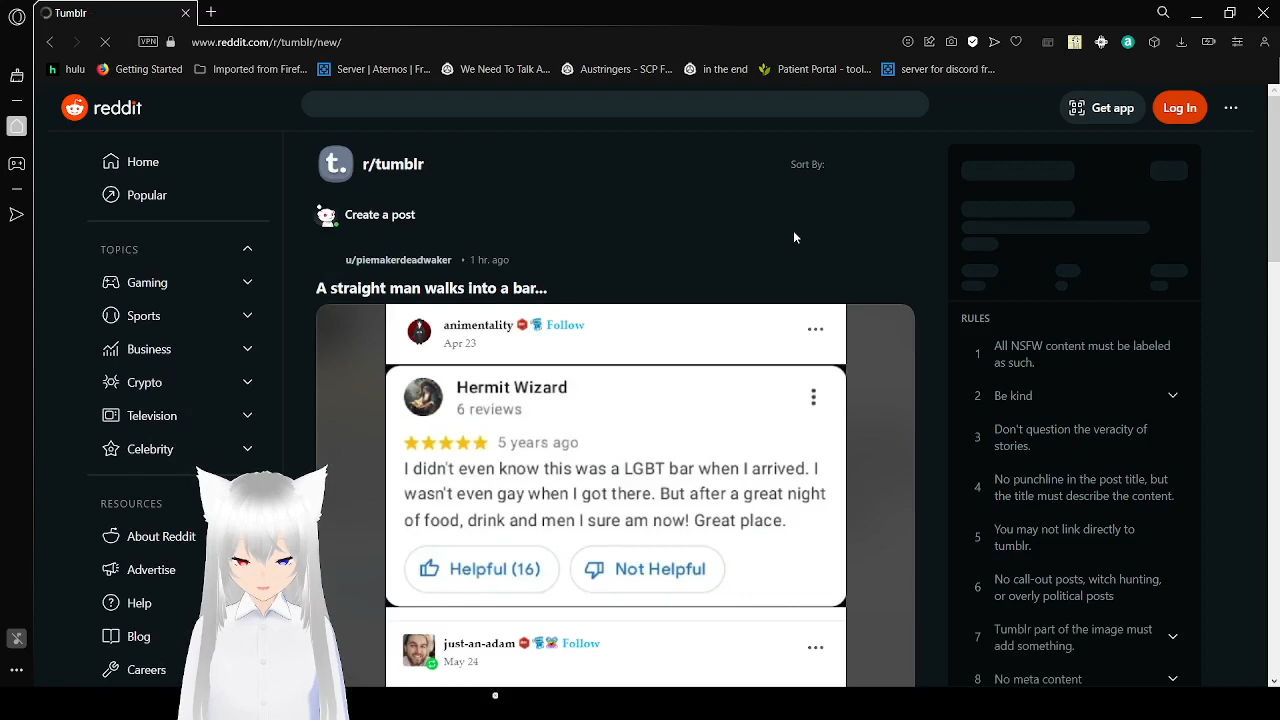 Tumblr
VPN
www.reddit.com/r/tumblr/new/
hulu
Getting Started
Imported from Firef...
Server | Aternos | Fr...
We Need To Talk A...
Austringers - SCP F...
in the end
Patient Portal - tool...
server for discord fr...
reddit
Get app
Log In
Home
Popular
TOPICS
Gaming
Sports
Business
Crypto
Television
Celebrity
RESOURCES
About Reddit
Advertise
Help
Blog
Careers
r/tumblr
Sort By:
Create a post
u/piemakerdeadwaker • 1 hr. ago
A straight man walks into a bar...
animentality Follow
Apr 23
Hermit Wizard
6 reviews
5 years ago
I didn't even know this was a LGBT bar when I arrived. I
wasn't even gay when I got there. But after a great night
of food, drink and men I sure am now! Great place.
Helpful (16)
Not Helpful
just-an-adam Follow
May 24
RULES
1 All NSFW content must be labeled
as such.
2 Be kind
3 Don't question the veracity of
stories.
4 No punchline in the post title, but
the title must describe the content.
5 You may not link directly to
tumblr.
6 No call-out posts, witch hunting,
or overly political posts
7 Tumblr part of the image must
add something.
8 No meta content